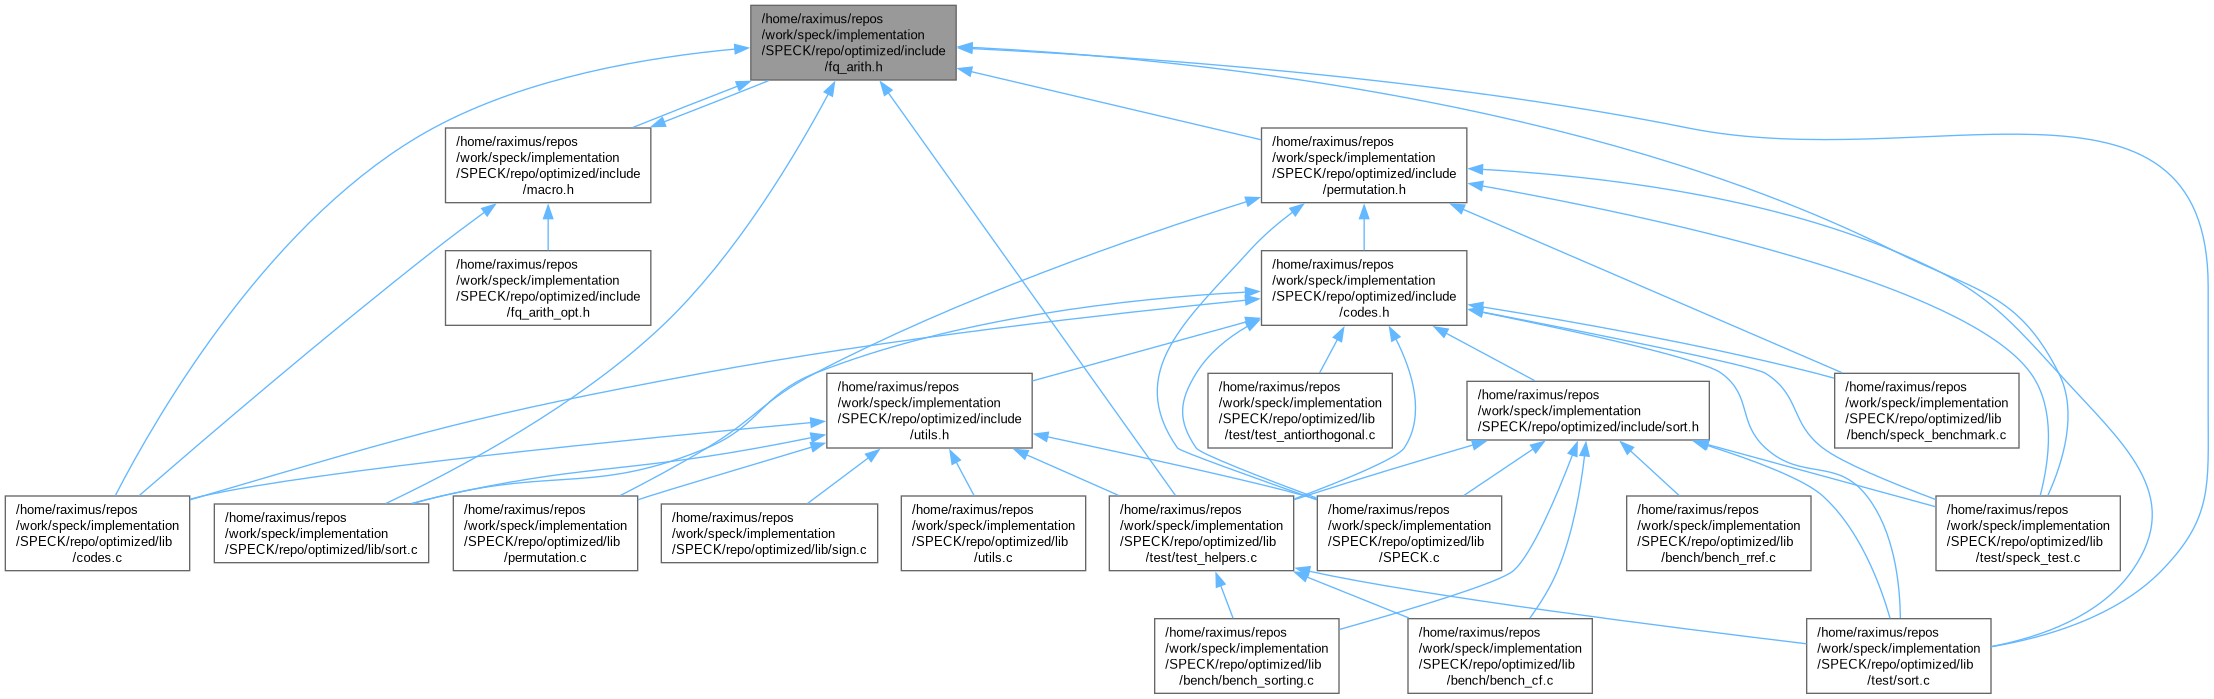 /home/raximus/repos
/work/speck/implementation
/SPECK/repo/optimized/include
/fq_arith.h
/home/raximus/repos
/work/speck/implementation
/SPECK/repo/optimized/include
/macro.h
/home/raximus/repos
/work/speck/implementation
/SPECK/repo/optimized/include
/permutation.h
/home/raximus/repos
/work/speck/implementation
/SPECK/repo/optimized/include
/fq_arith_opt.h
/home/raximus/repos
/work/speck/implementation
/SPECK/repo/optimized/include
/codes.h
/home/raximus/repos
/work/speck/implementation
/SPECK/repo/optimized/include
/utils.h
/home/raximus/repos
/work/speck/implementation
/SPECK/repo/optimized/lib
/test/test_antiorthogonal.c
/home/raximus/repos
/work/speck/implementation
/SPECK/repo/optimized/include/sort.h
/home/raximus/repos
/work/speck/implementation
/SPECK/repo/optimized/lib
/bench/speck_benchmark.c
/home/raximus/repos
/work/speck/implementation
/SPECK/repo/optimized/lib
/codes.c
/home/raximus/repos
/work/speck/implementation
/SPECK/repo/optimized/lib/sort.c
/home/raximus/repos
/work/speck/implementation
/SPECK/repo/optimized/lib
/permutation.c
/home/raximus/repos
/work/speck/implementation
/SPECK/repo/optimized/lib/sign.c
/home/raximus/repos
/work/speck/implementation
/SPECK/repo/optimized/lib
/utils.c
/home/raximus/repos
/work/speck/implementation
/SPECK/repo/optimized/lib
/test/test_helpers.c
/home/raximus/repos
/work/speck/implementation
/SPECK/repo/optimized/lib
/SPECK.c
/home/raximus/repos
/work/speck/implementation
/SPECK/repo/optimized/lib
/bench/bench_rref.c
/home/raximus/repos
/work/speck/implementation
/SPECK/repo/optimized/lib
/test/speck_test.c
/home/raximus/repos
/work/speck/implementation
/SPECK/repo/optimized/lib
/bench/bench_sorting.c
/home/raximus/repos
/work/speck/implementation
/SPECK/repo/optimized/lib
/bench/bench_cf.c
/home/raximus/repos
/work/speck/implementation
/SPECK/repo/optimized/lib
/test/sort.c